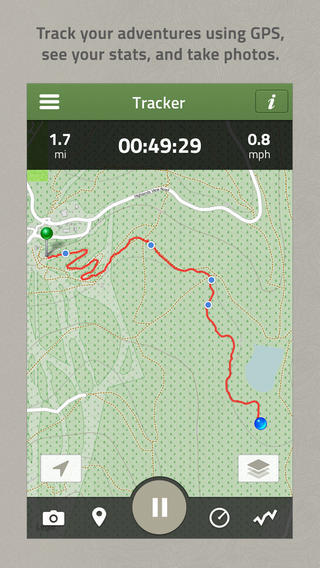 Track your adventures using GPS,
see your stats, and take photos.
Tracker
i
1.7
mi
00:49:29
0.8
mph